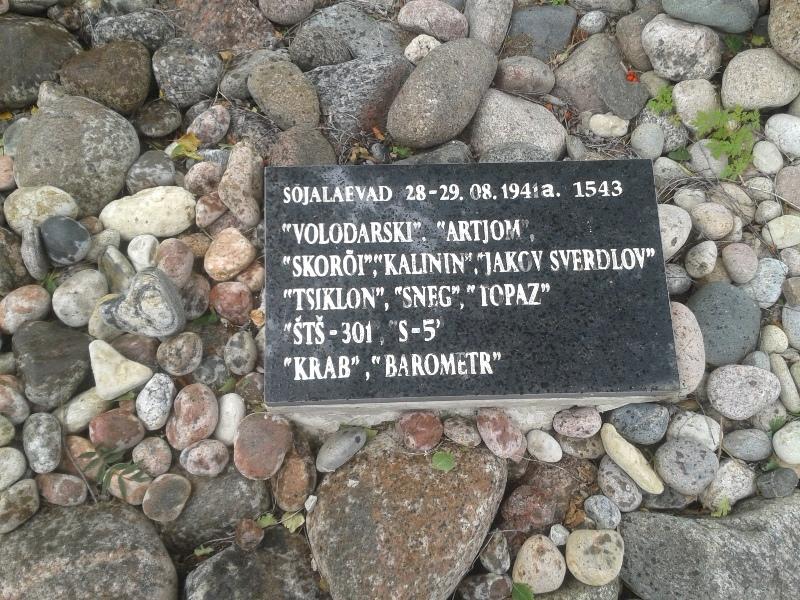 SÕJALAEVAD 28-29.08.1941a. 1543
"VOLODARSKI", "ARTJOM",
"SKORÕI", "KALININ", "JAKOV SVERDLOV"
"TSIKLON", "SNEG", "TOPAZ"
"ŠTŠ-301, "S-5'
"KRAB", "BAROMETR"